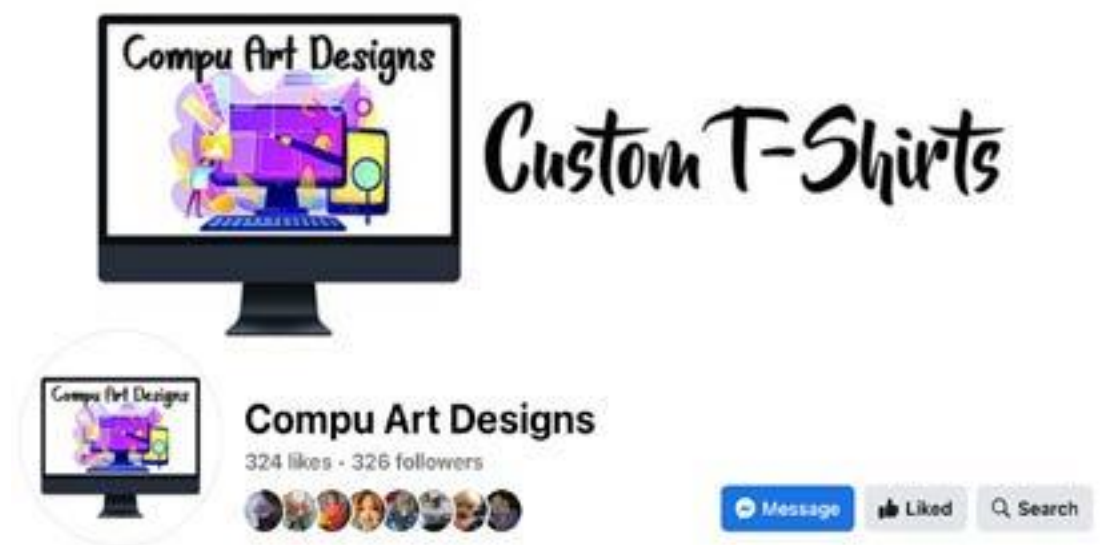 Compu Art Designs
Custom T-Shirts
Compu Art Designs
Compu Art Designs
324 likes • 326 followers
Message
Liked
Search